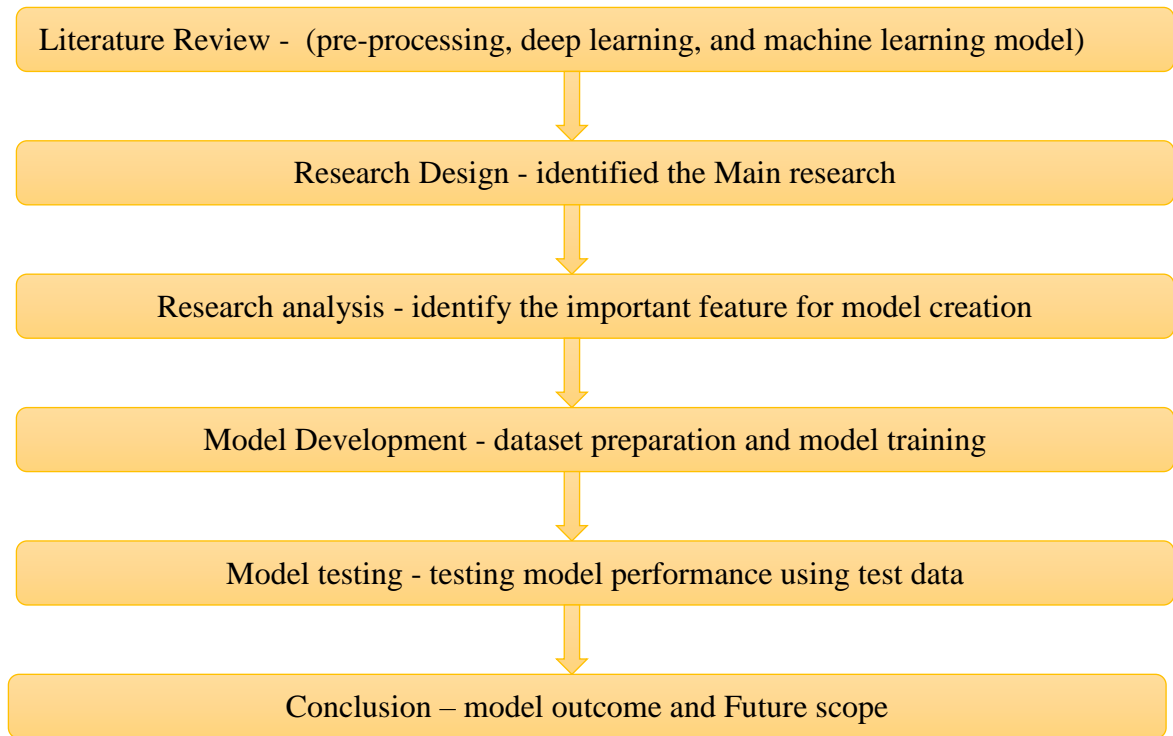 Literature Review -  (pre-processing, deep learning, and machine learning model)
Research Design - identified the Main research
Research analysis - identify the important feature for model creation
Model Development - dataset preparation and model training
Model testing - testing model performance using test data
Conclusion – model outcome and Future scope